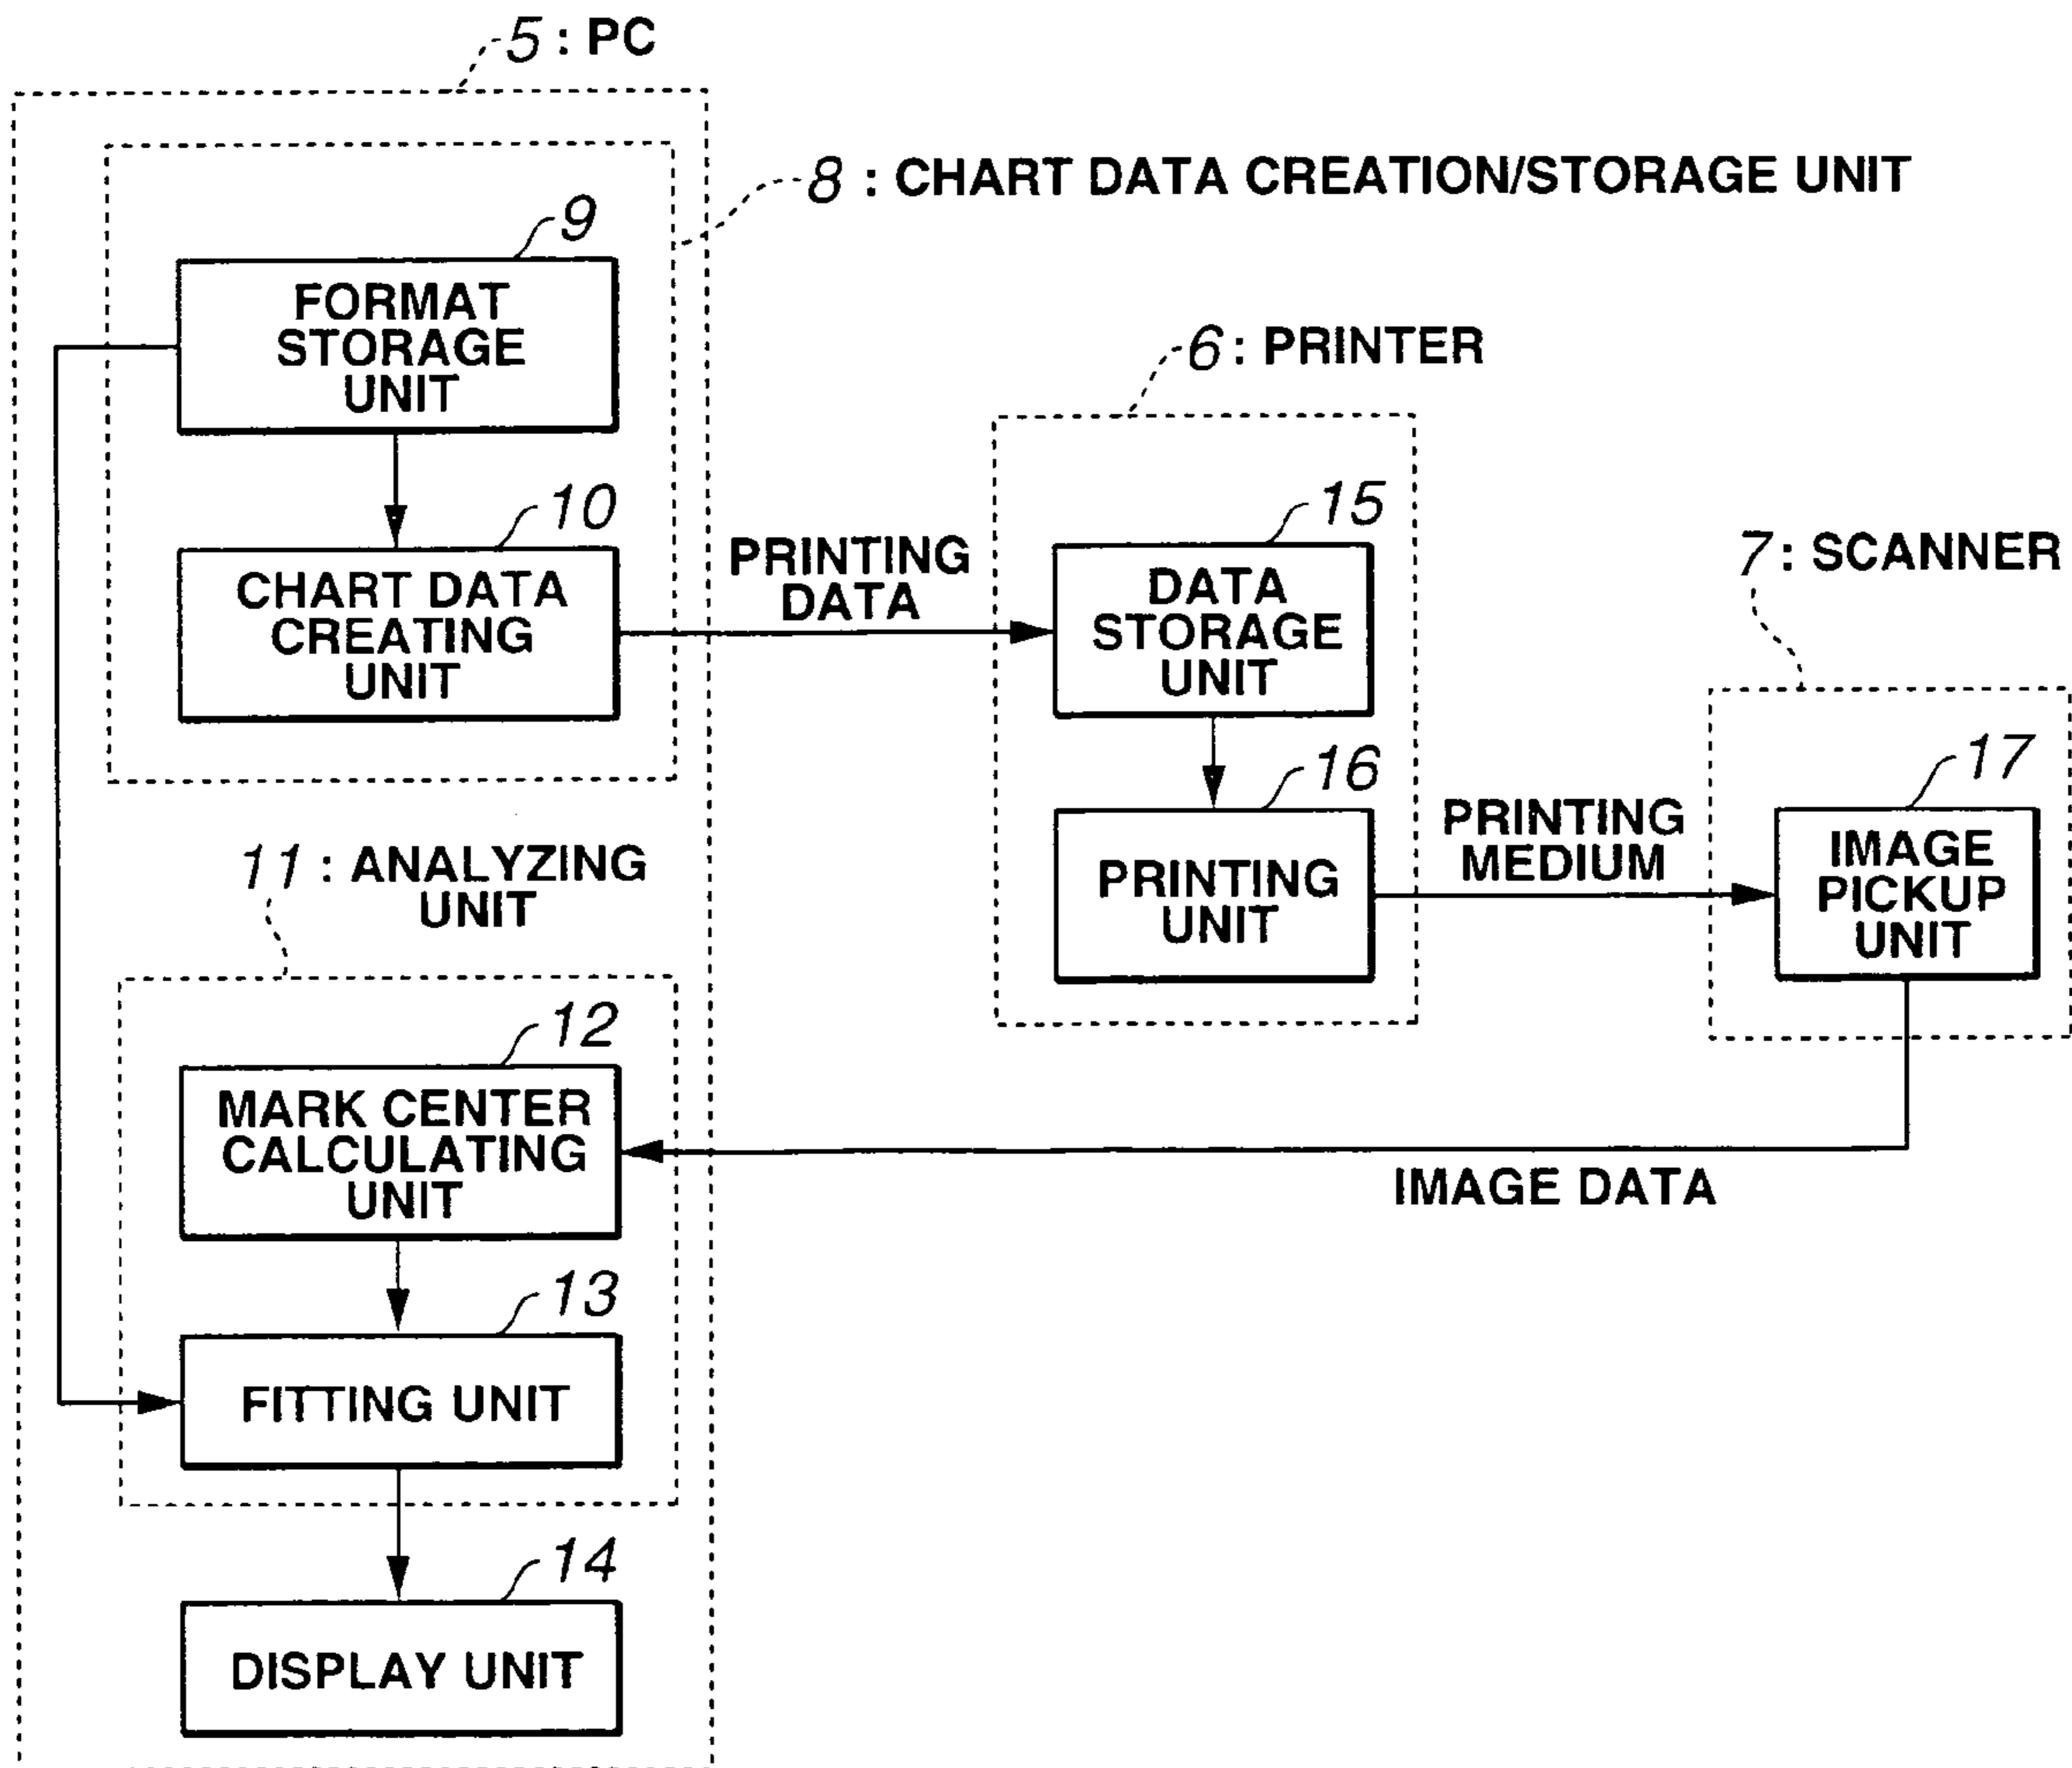 5 : PC
8 : CHART DATA CREATION/STORAGE UNIT
9
FORMAT
STORAGE
UNIT
10
CHART DATA
CREATING
UNIT
PRINTING
DATA
6 : PRINTER
15
DATA
STORAGE
UNIT
16
PRINTING
UNIT
PRINTING
MEDIUM
7 : SCANNER
17
IMAGE
PICKUP
UNIT
IMAGE DATA
11 : ANALYZING
UNIT
12
MARK CENTER
CALCULATING
UNIT
13
FITTING UNIT
14
DISPLAY UNIT